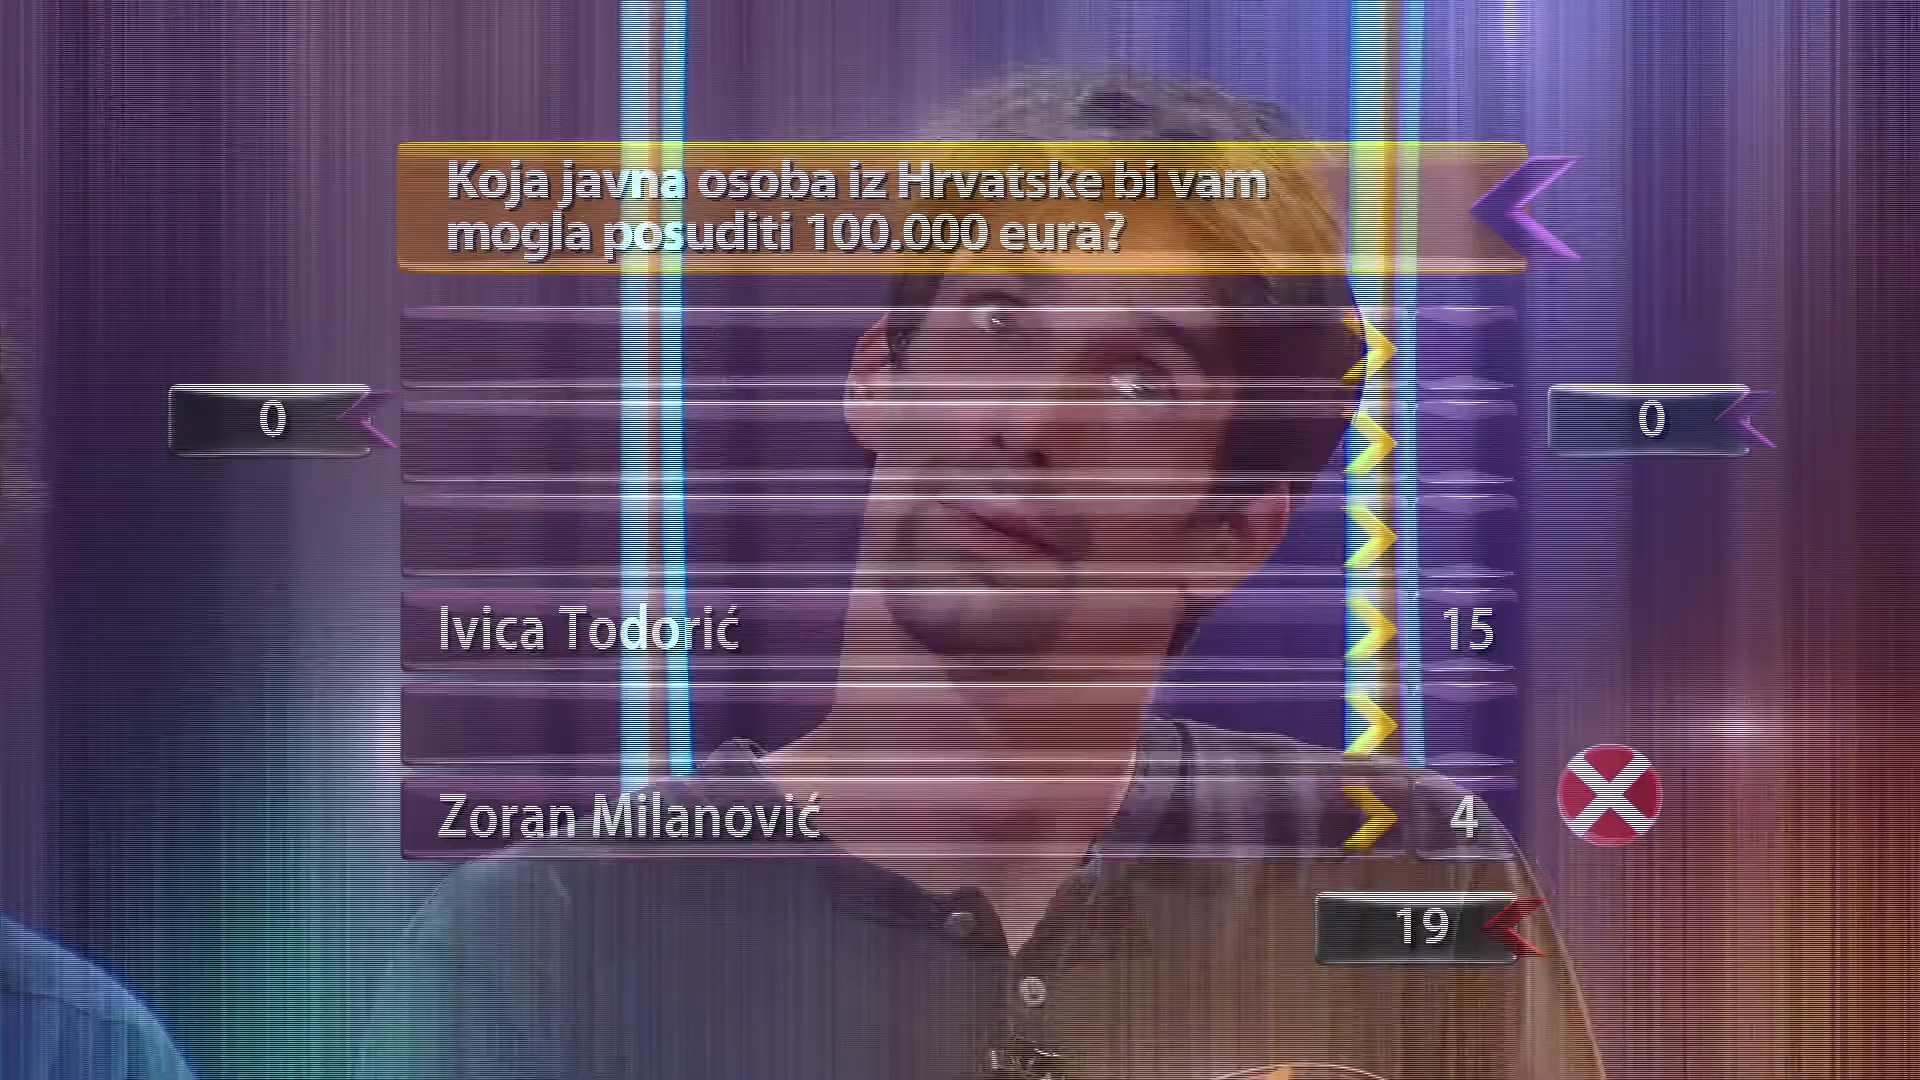 Koja javna osoba iz Hrvatske bi vam
mogla posuditi 100.000 eura?
0
0
Ivica Todorić 15
Zoran Milanović 4
19